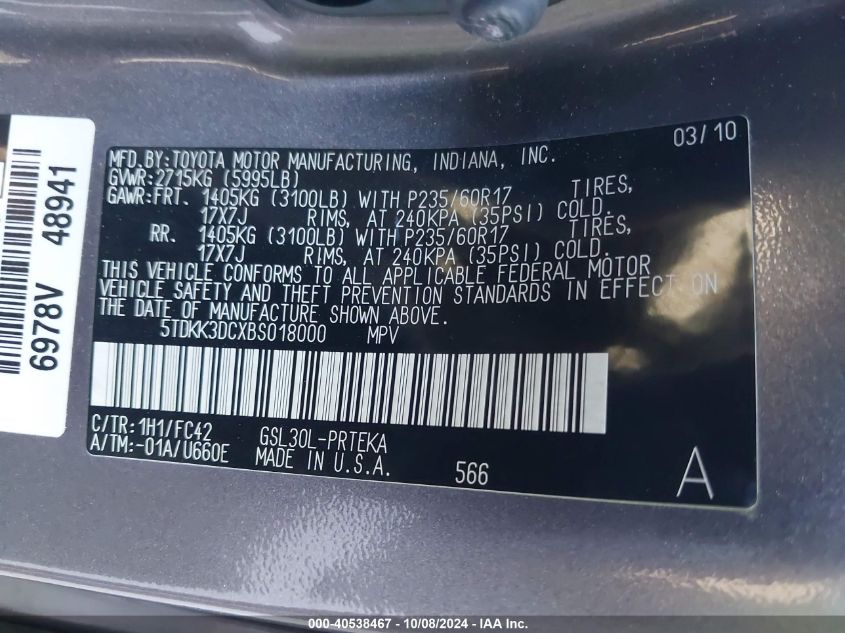 03/10
MFD.BY:TOYOTA MOTOR MANUFACTURING, INDIANA, INC.
GVWR:2715KG (5995LB)
GAWR:FRT. 1405KG (3100LB) WITH P235/60R17 TIRES,
17X7J RIMS, AT 240KPA (35PSI) COLD.
RR. 1405KG (3100LB) WITH P235/60R17 TIRES,
17X7J RIMS, AT 240KPA (35PSI) COLD.
THIS VEHICLE CONFORMS TO ALL APPLICABLE FEDERAL MOTOR
VEHICLE SAFETY AND THEFT PREVENTION STANDARDS IN EFFECT ON
THE DATE OF MANUFACTURE SHOWN ABOVE.
5TDKK3DCXBS018000 MPV
C/TR:1H1/FC42 GSL30L-PRTEKA
A/TM:-01A/U660E MADE IN U.S.A. 566 A
6978V 48941
000-40538467 - 10/08/2024 - IAA Inc.